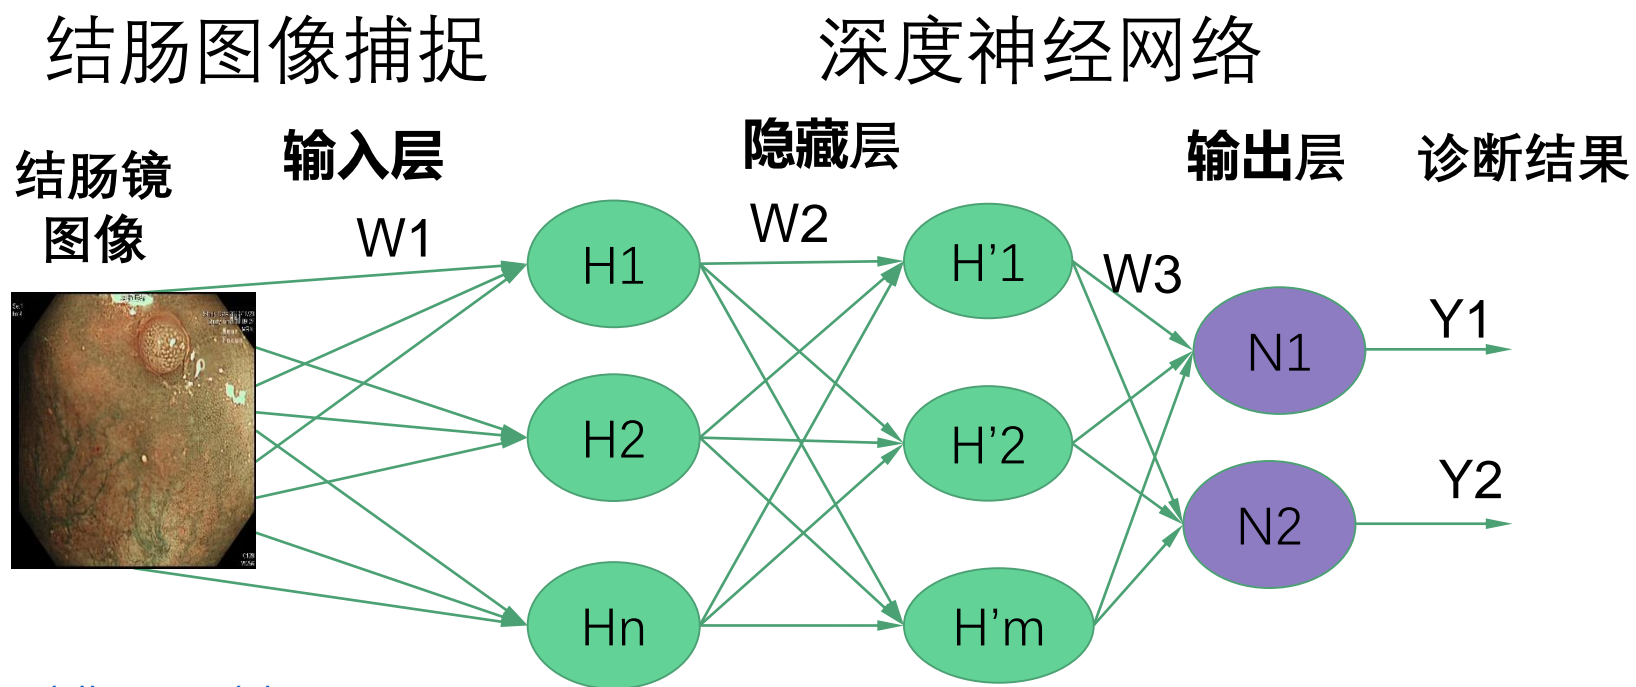 结肠图像捕捉
深度神经网络
结肠镜
图像
输入层
隐藏层
输出层
诊断结果
W1
W2
W3
H1
H'1
H2
H'2
Hn
H'm
N1
N2
Y1
Y2